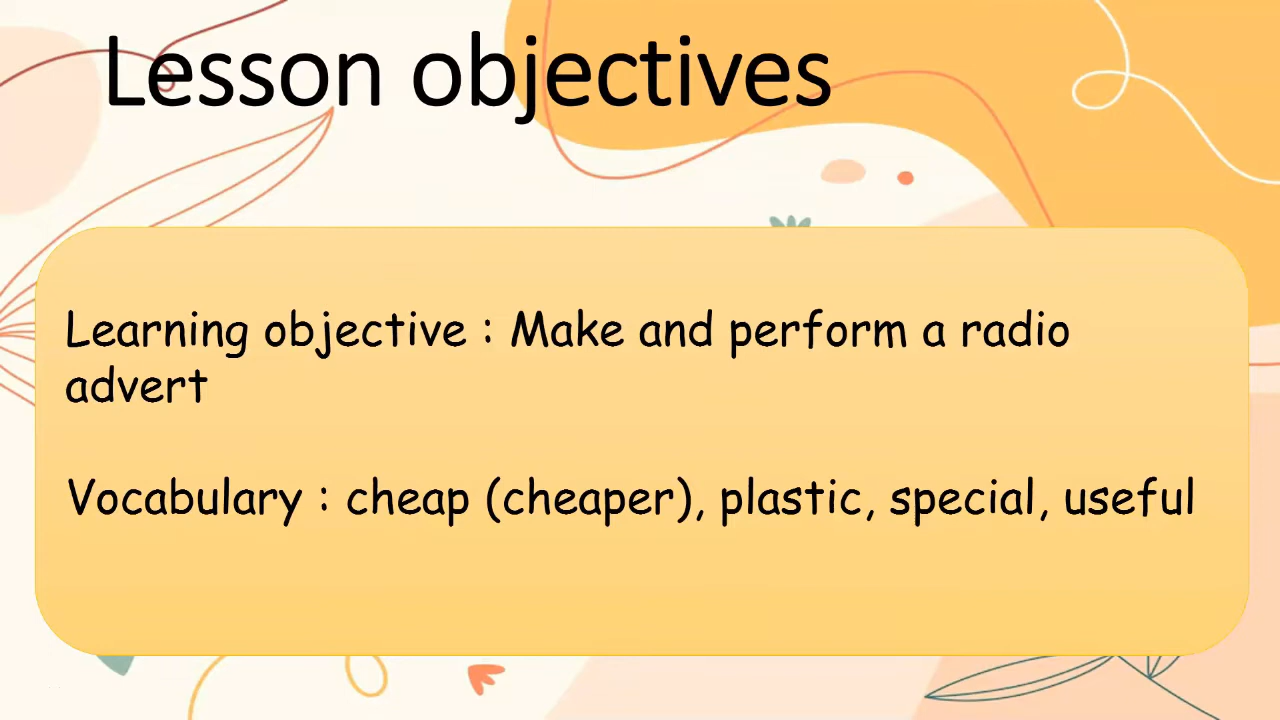 Lesson objectives
Learning objective : Make and perform a radio
advert
Vocabulary : cheap (cheaper), plastic, special, useful